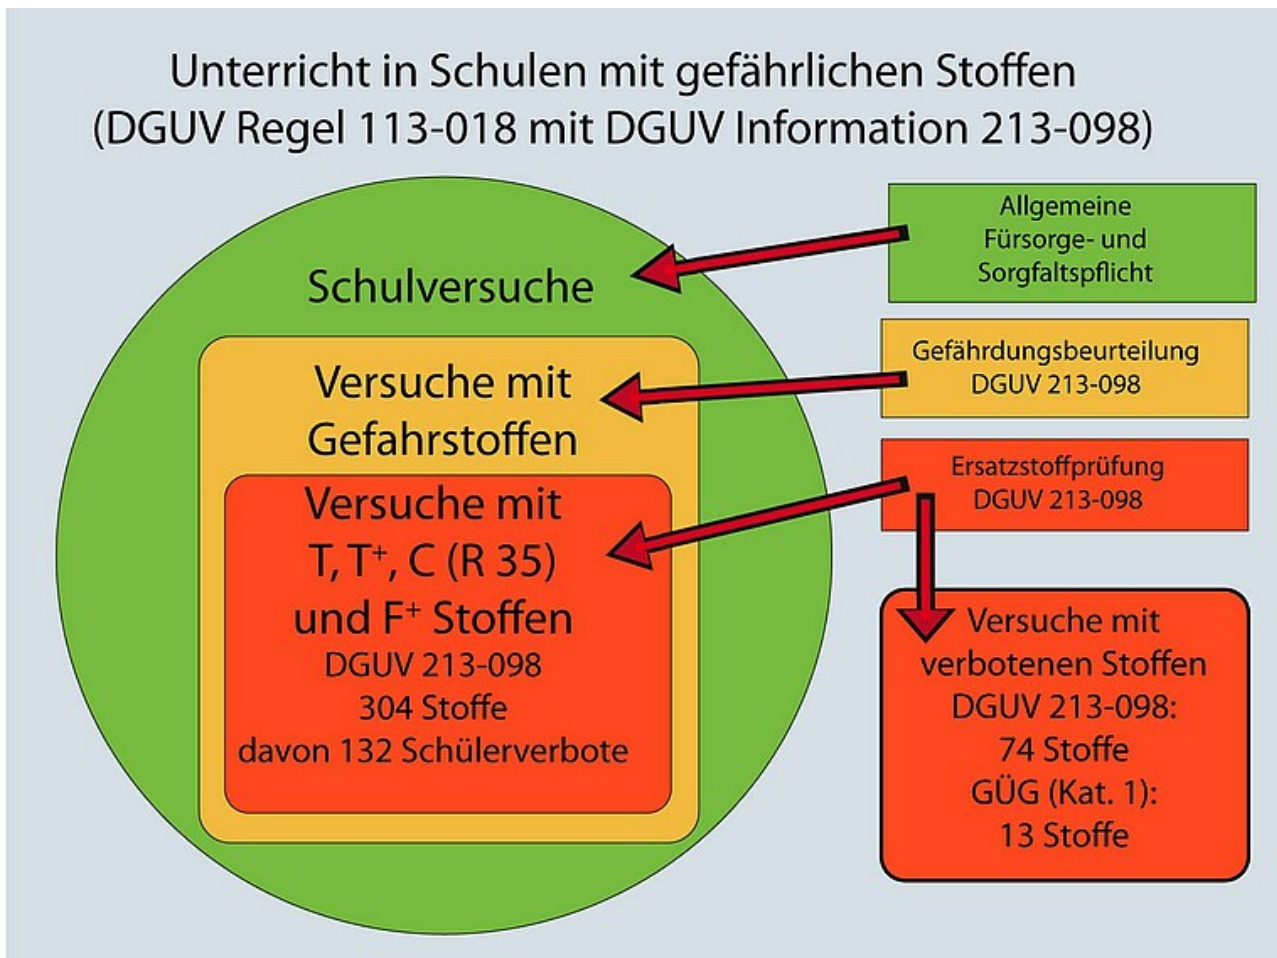 Unterricht in Schulen mit gefährlichen Stoffen
(DGUV Regel 113-018 mit DGUV Information 213-098)
Schulversuche
Versuche mit
Gefahrstoffen
Versuche mit
T, T⁺, C (R 35)
und F⁺ Stoffen
DGUV 213-098
304 Stoffe
davon 132 Schülerverbote
Allgemeine
Fürsorge- und
Sorgfaltspflicht
Gefährdungsbeurteilung
DGUV 213-098
Ersatzstoffprüfung
DGUV 213-098
Versuche mit
verbotenen Stoffen
DGUV 213-098:
74 Stoffe
GÜG (Kat. 1):
13 Stoffe